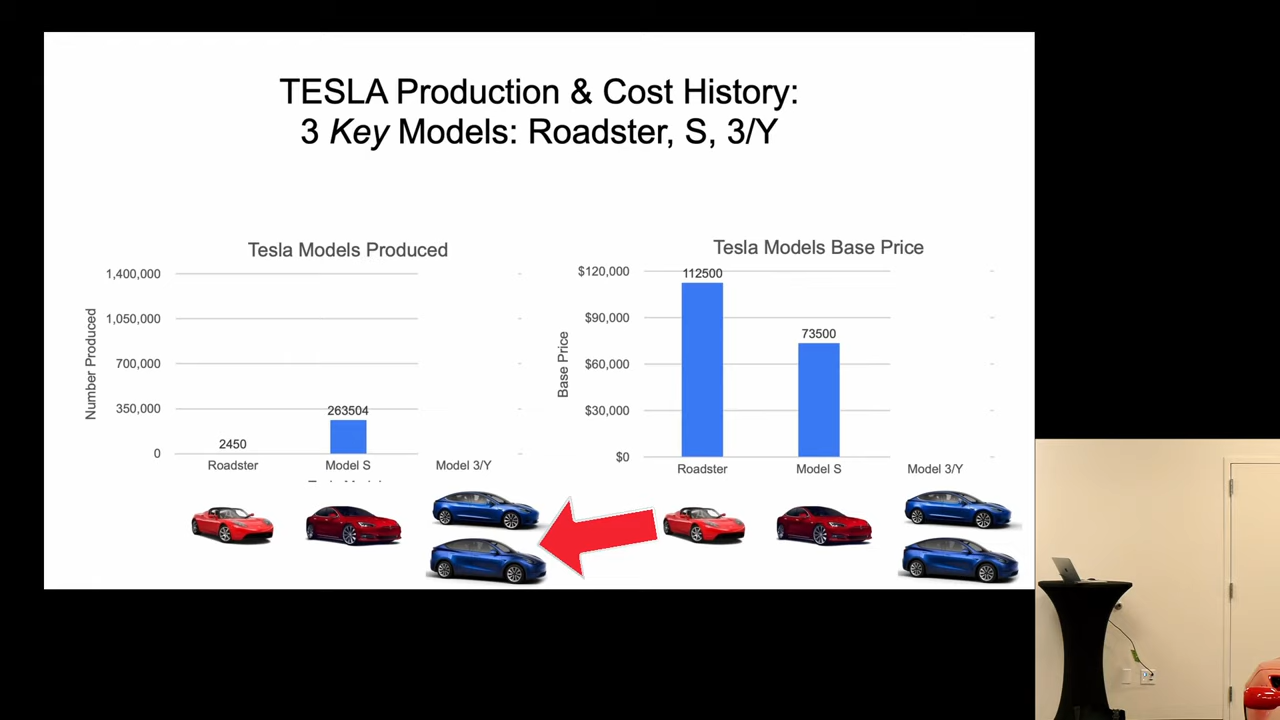 TESLA Production & Cost History:
3 Key Models: Roadster, S, 3/Y
Tesla Models Produced
Number Produced
1,400,000
1,050,000
700,000
350,000
0
2450
263504
Roadster
Model S
Model 3/Y
Tesla Models Base Price
Base Price
$120,000
$90,000
$60,000
$30,000
$0
112500
73500
Roadster
Model S
Model 3/Y